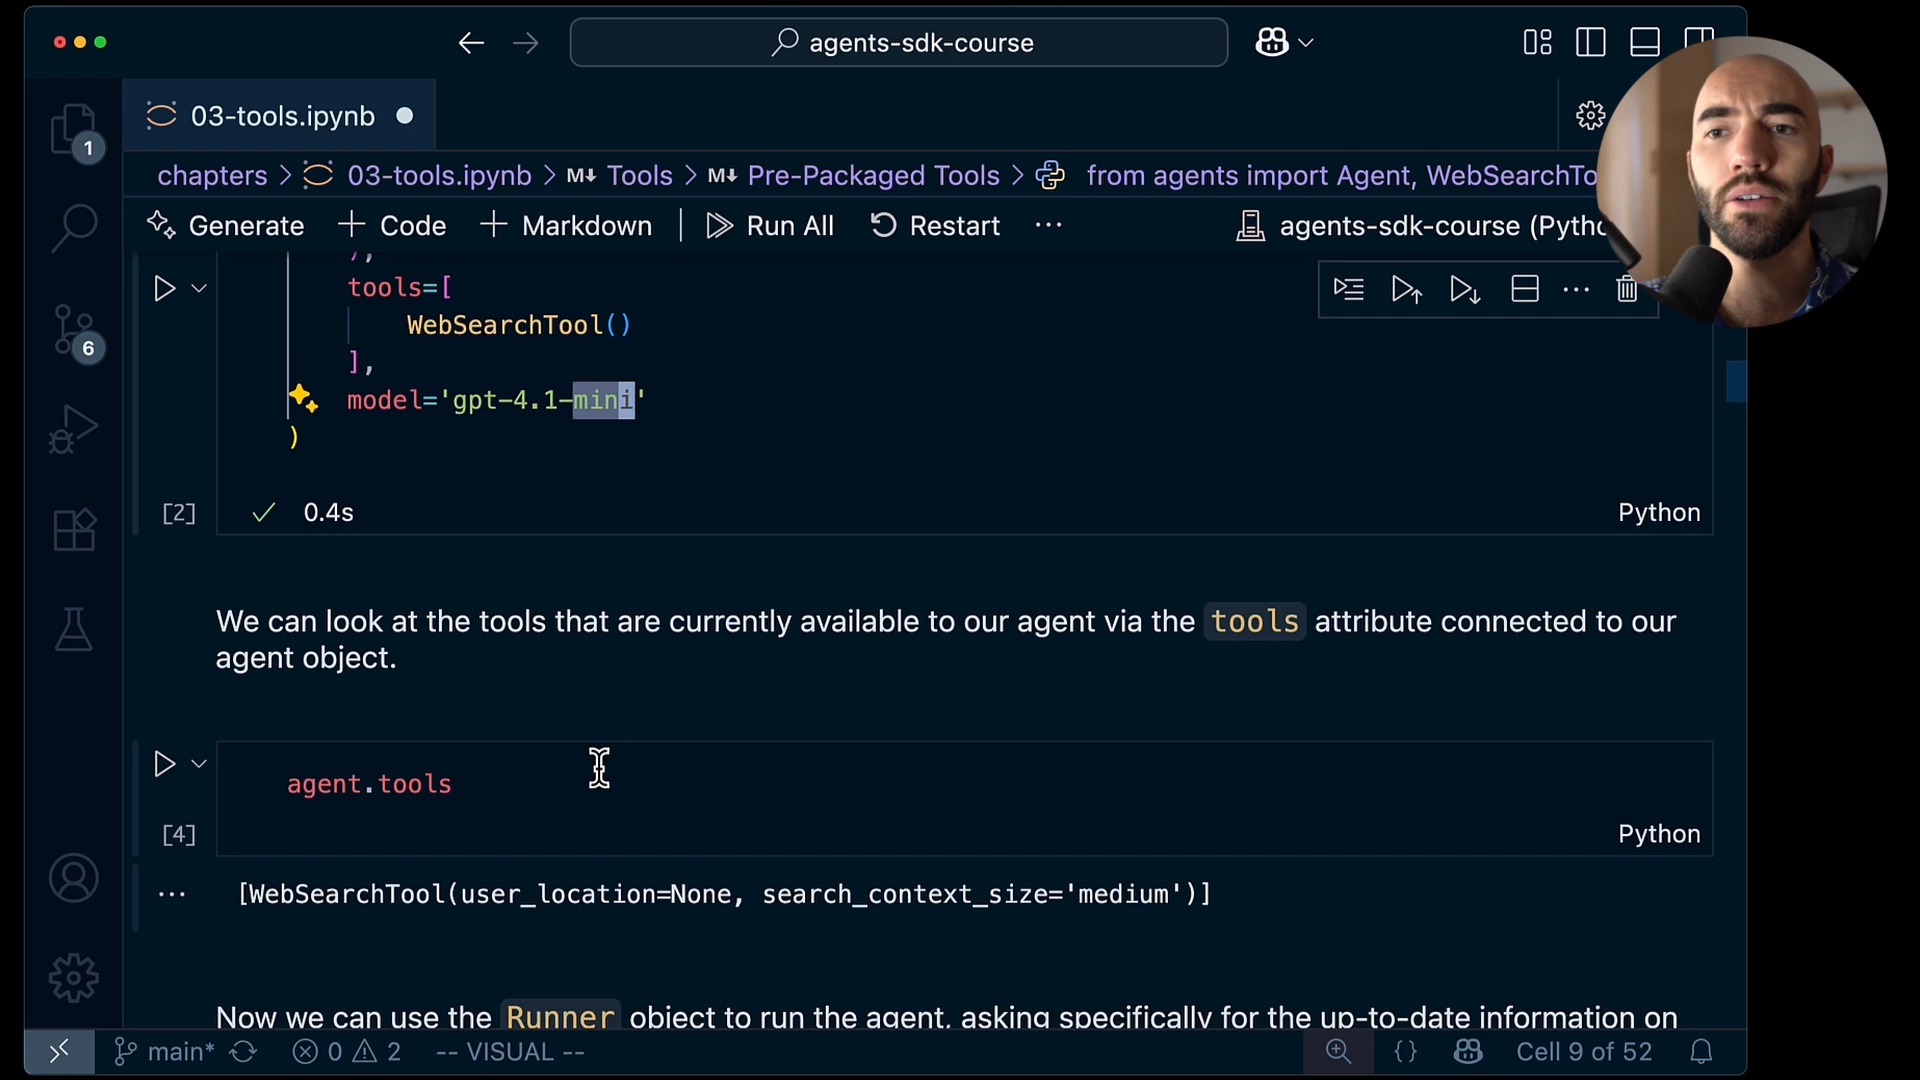 agents-sdk-course
1
03-tools.ipynb
chapters > 03-tools.ipynb > M↓ Tools > M↓ Pre-Packaged Tools > from agents import Agent, WebSearchTo
Generate + Code + Markdown | Run All Restart ··· agents-sdk-course (Pytho
),
tools=[
WebSearchTool()
],
model='gpt-4.1-mini'
)
6
[2] ✓ 0.4s Python
We can look at the tools that are currently available to our agent via the tools attribute connected to our
agent object.
agent.tools
[4] Python
··· [WebSearchTool(user_location=None, search_context_size='medium')]
Now we can use the Runner object to run the agent, asking specifically for the up-to-date information on
main* 0 2 -- VISUAL -- {} Cell 9 of 52